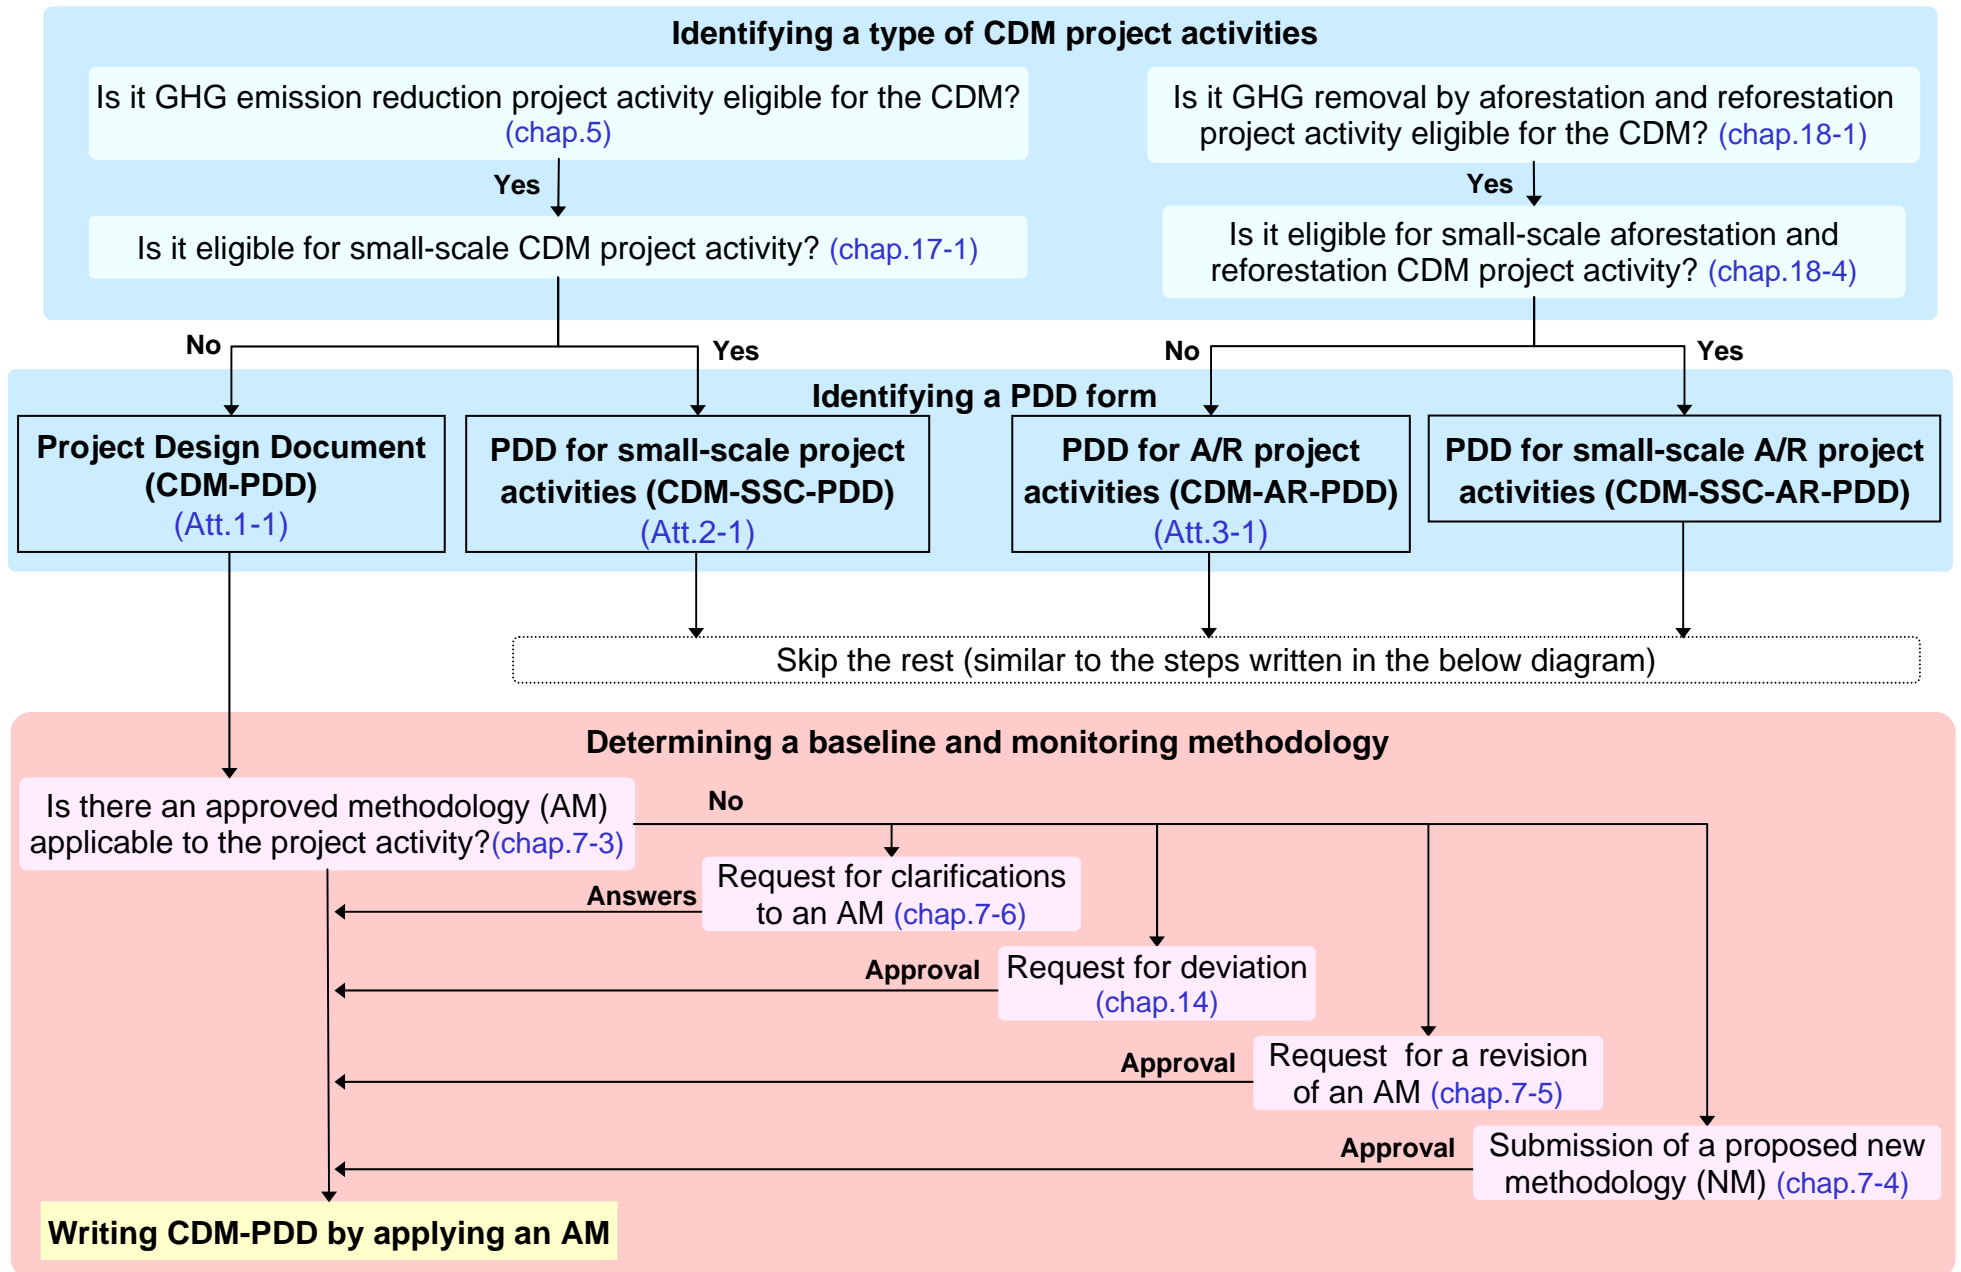 Identifying a type of CDM project activities
Is it GHG emission reduction project activity eligible for the CDM?
(chap.5)
Is it GHG removal by aforestation and reforestation
project activity eligible for the CDM? (chap.18-1)
Yes
Yes
Is it eligible for small-scale CDM project activity? (chap.17-1)
Is it eligible for small-scale aforestation and
reforestation CDM project activity? (chap.18-4)
No
Yes
No
Yes
Identifying a PDD form
Project Design Document
(CDM-PDD)
(Att.1-1)
PDD for small-scale project
activities (CDM-SSC-PDD)
(Att.2-1)
PDD for A/R project
activities (CDM-AR-PDD)
(Att.3-1)
PDD for small-scale A/R project
activities (CDM-SSC-AR-PDD)
Skip the rest (similar to the steps written in the below diagram)
Determining a baseline and monitoring methodology
Is there an approved methodology (AM)
applicable to the project activity?(chap.7-3)
No
Answers
Request for clarifications
to an AM (chap.7-6)
Approval
Request for deviation
(chap.14)
Approval
Request  for a revision
of an AM (chap.7-5)
Approval
Submission of a proposed new
methodology (NM) (chap.7-4)
Writing CDM-PDD by applying an AM